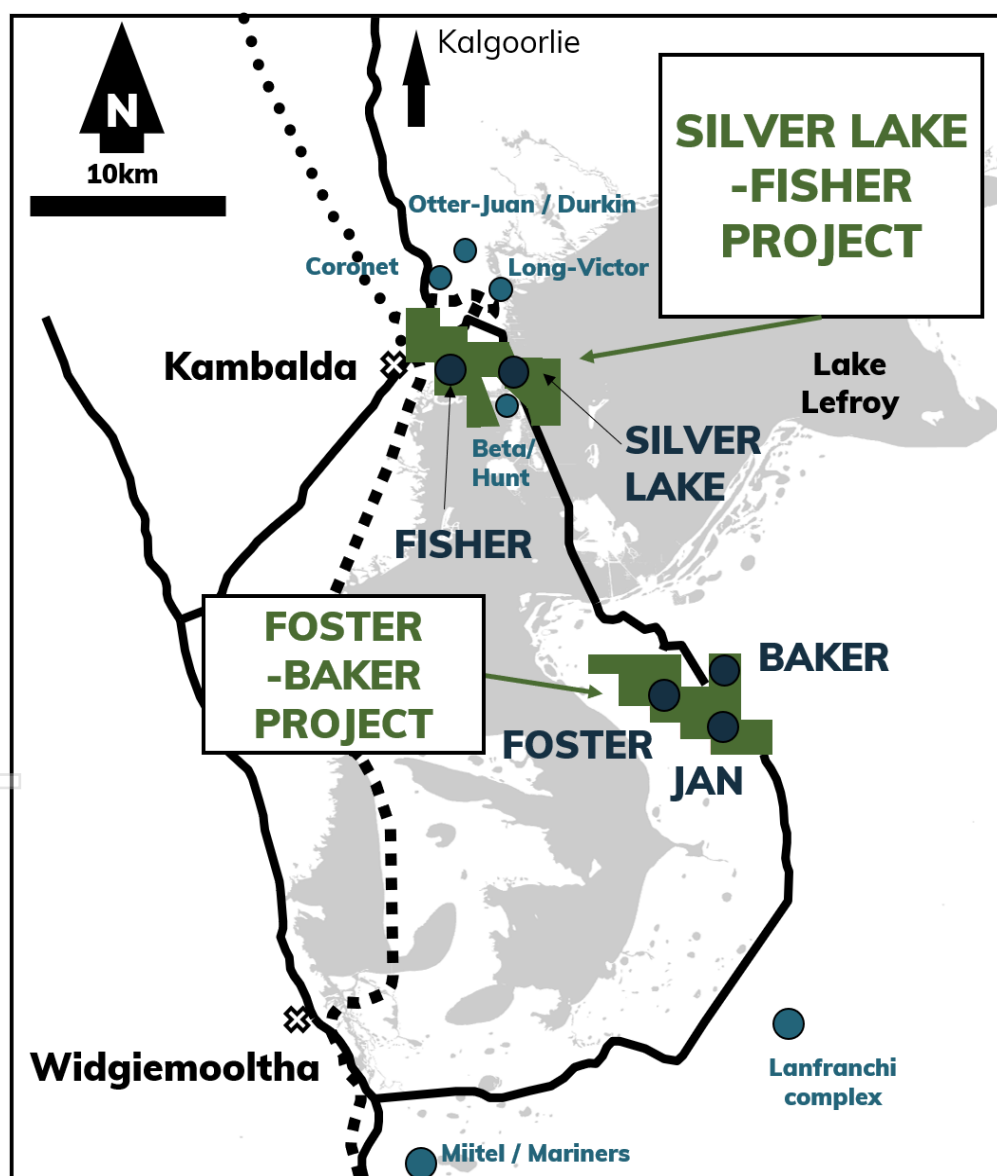 Kalgoorlie
N
10km
SILVER LAKE
-FISHER
PROJECT
Otter-Juan / Durkin
Coronet
Long-Victor
Kambalda
Lake
Lefroy
Beta/
Hunt
SILVER
LAKE
FISHER
FOSTER
-BAKER
PROJECT
BAKER
FOSTER
JAN
Widgiemooltha
Lanfranchi
complex
Miitel / Mariners